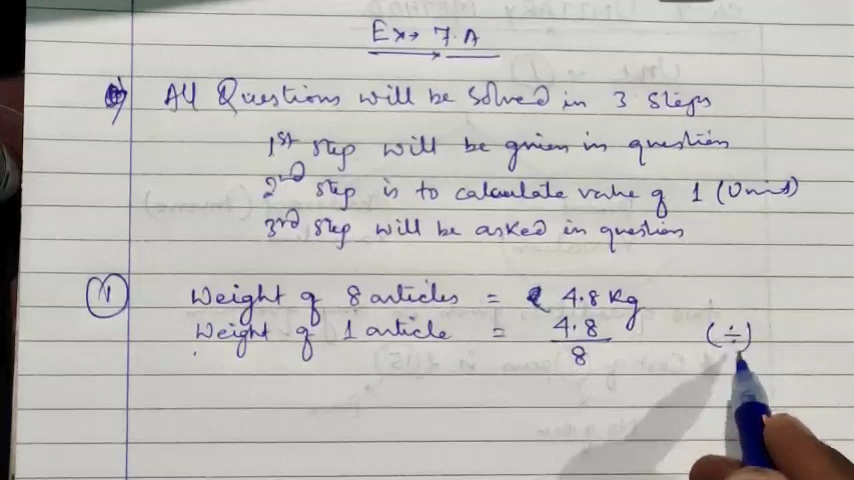 Ex → 7.A
All Questions will be Solved in 3 steps
1st step will be given in question
2nd step is to calculate value of 1 (Unit)
3rd step will be asked in question
1 Weight of 8 articles = 4.8 Kg
Weight of 1 article = 4.8 (÷)
8